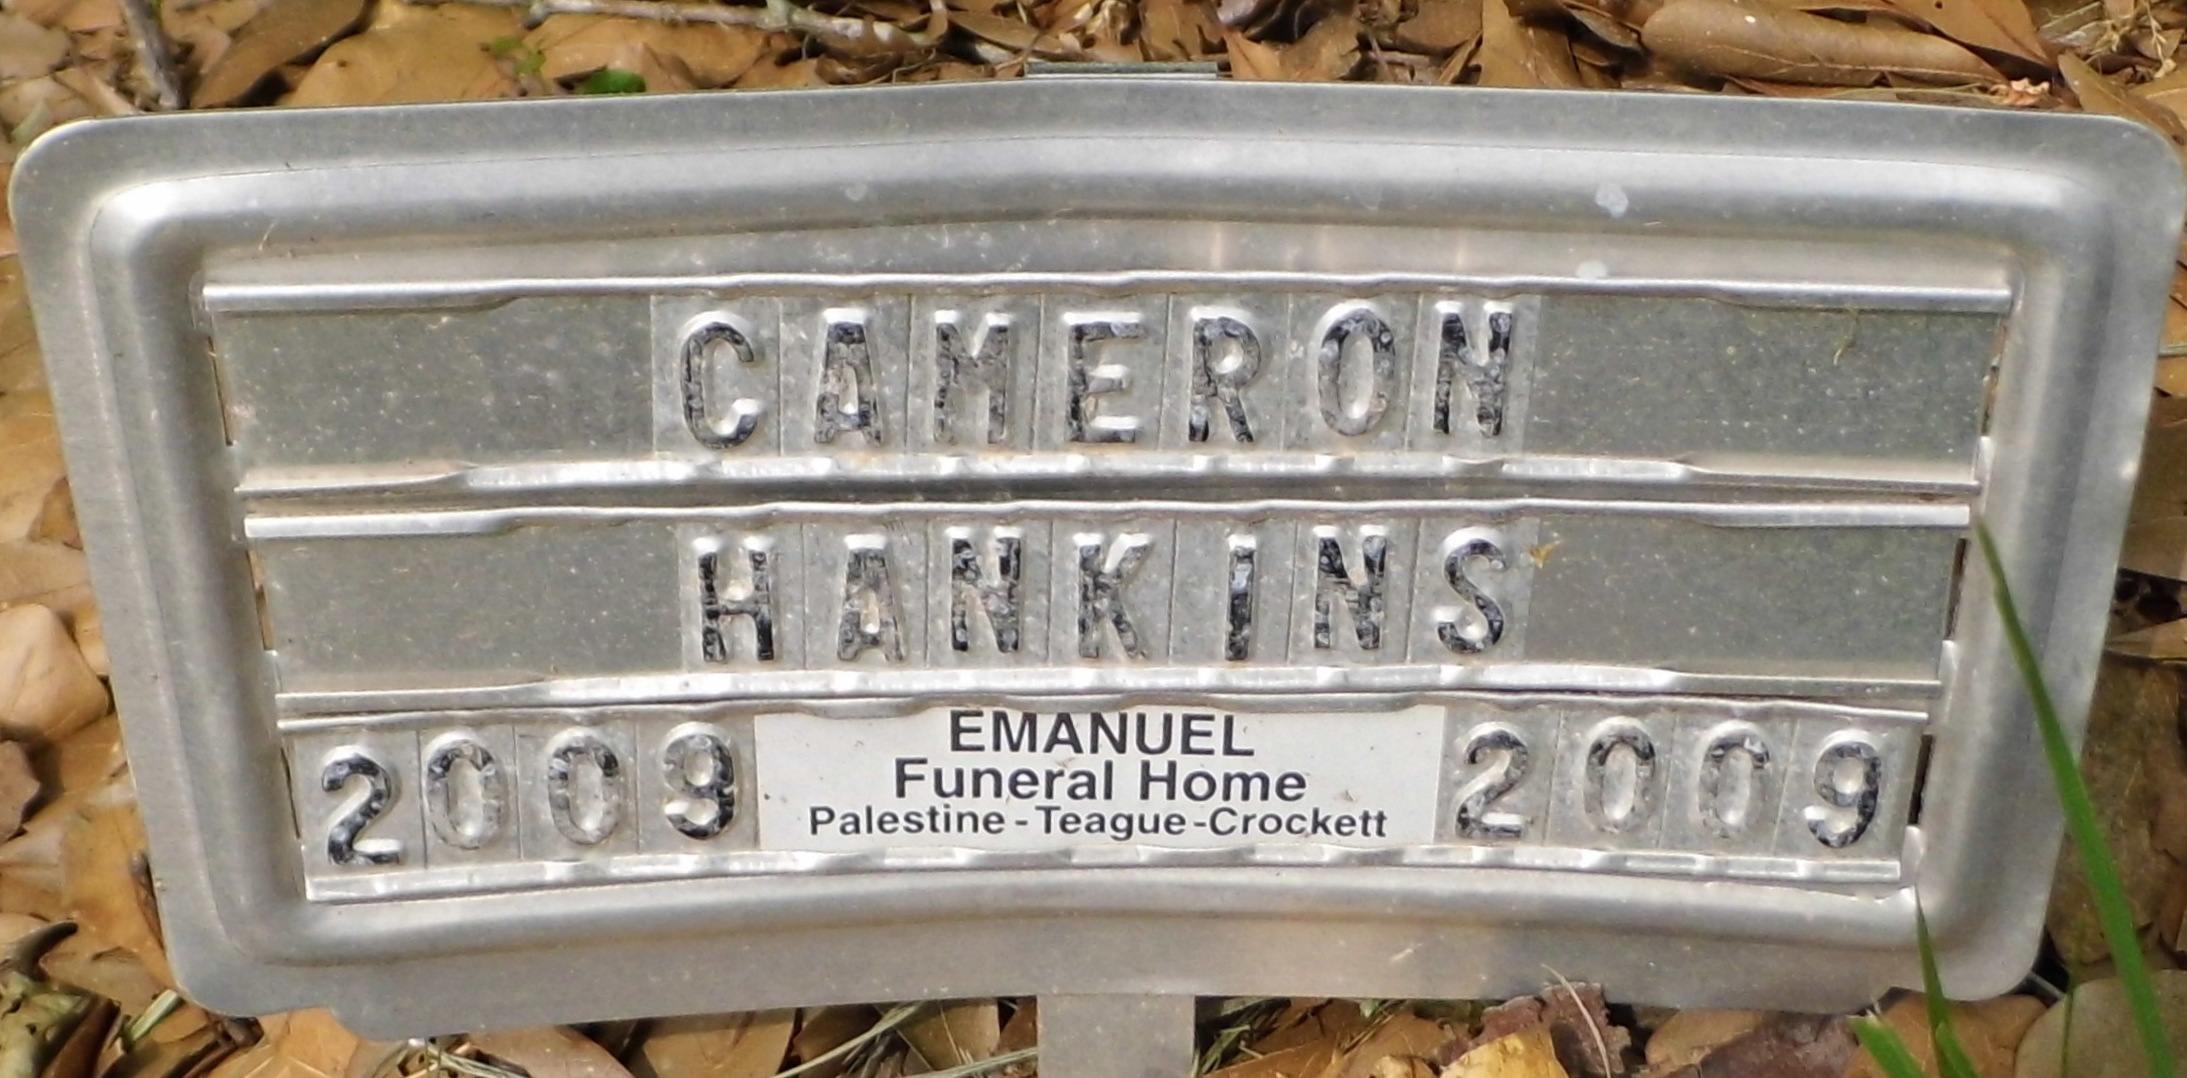 CAMERON
HANKINS
2009 EMANUEL 2009
Funeral Home
Palestine - Teague - Crockett